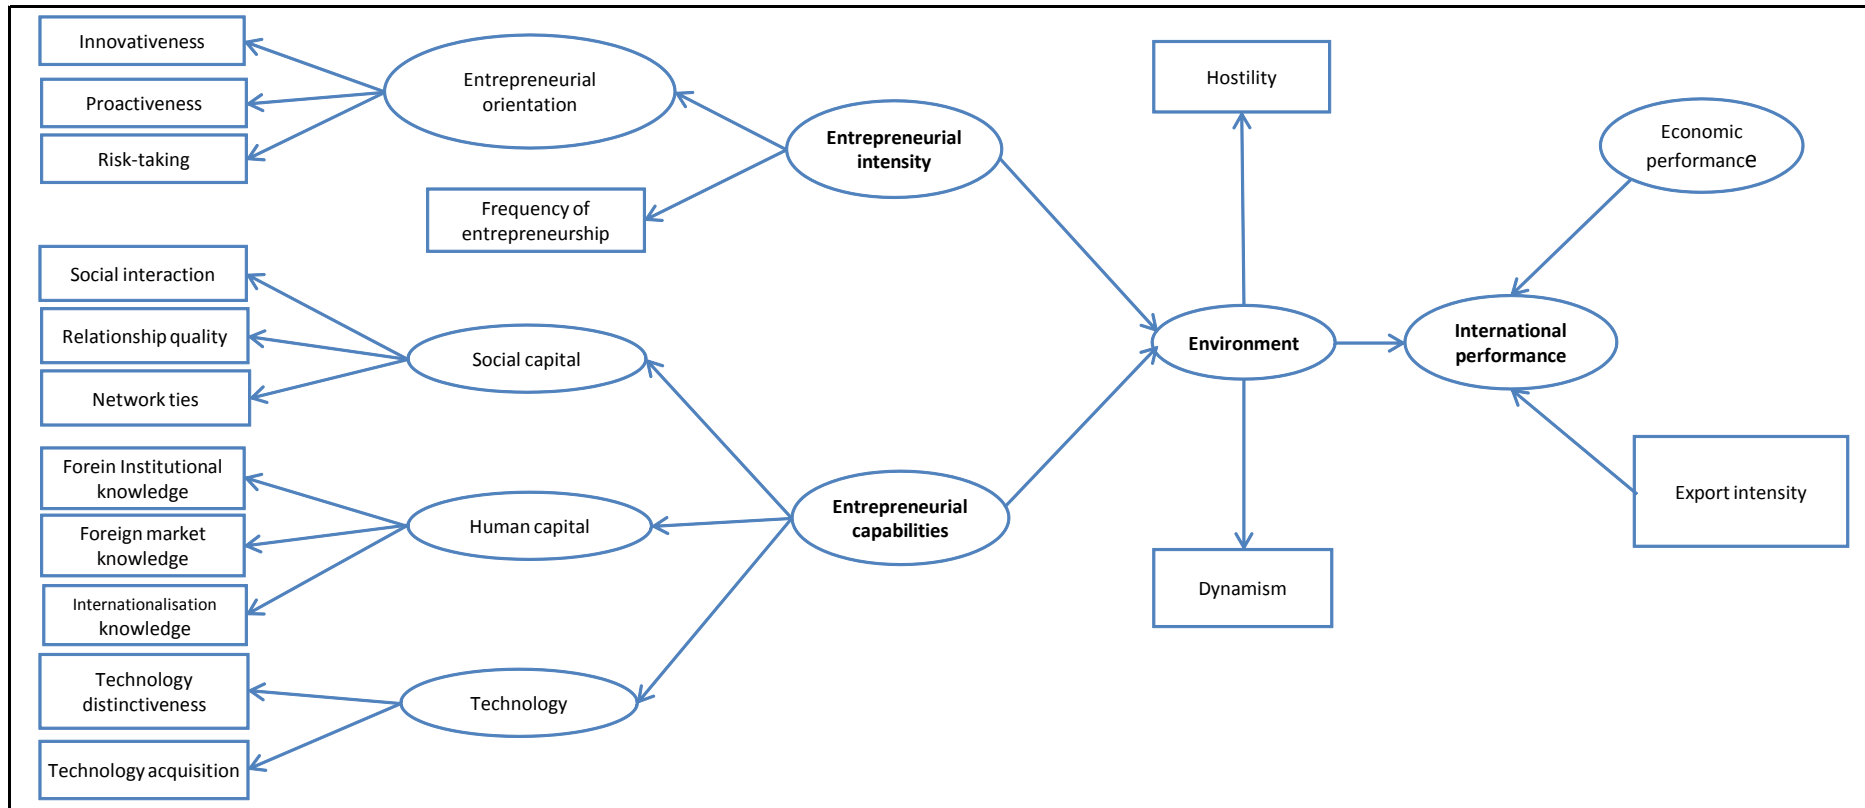 Innovativeness
Proactiveness
Risk-taking
Entrepreneurial
orientation
Frequency of
entrepreneurship
Entrepreneurial
intensity
Social interaction
Relationship quality
Network ties
Social capital
Forein Institutional
knowledge
Foreign market
knowledge
Internationalisation
knowledge
Human capital
Technology
distinctiveness
Technology acquisition
Technology
Entrepreneurial
capabilities
Hostility
Environment
Dynamism
Economic
performance
International
performance
Export intensity